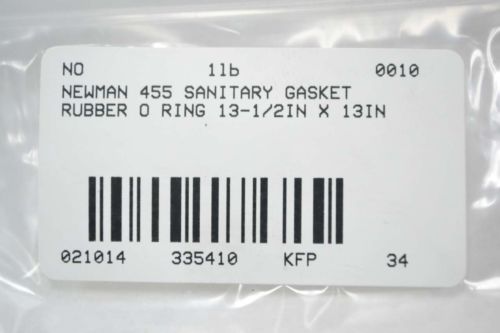 NO 1lb 0010
NEWMAN 455 SANITARY GASKET
RUBBER O RING 13-1/2IN X 13IN
021014 335410 KFP 34